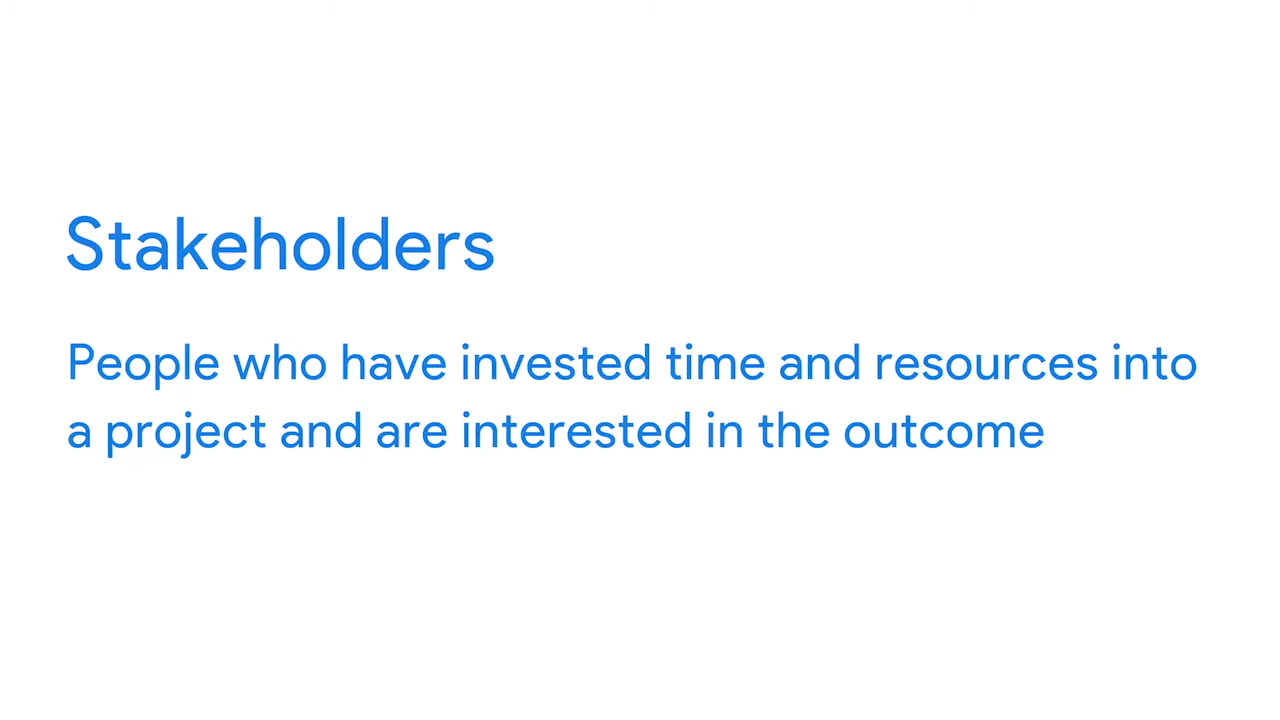 Stakeholders
People who have invested time and resources into
a project and are interested in the outcome